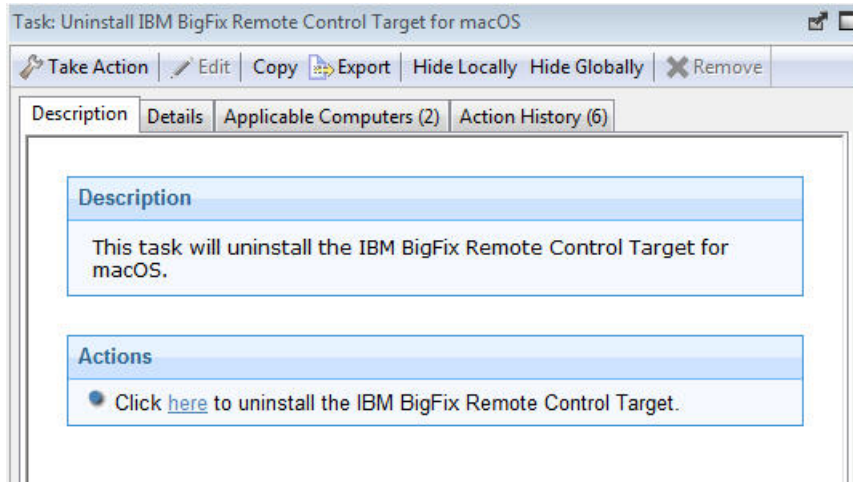 Task: Uninstall IBM BigFix Remote Control Target for macOS
Take Action Edit Copy Export Hide Locally Hide Globally Remove
Description Details Applicable Computers (2) Action History (6)
Description
This task will uninstall the IBM BigFix Remote Control Target for
macOS.
Actions
Click here to uninstall the IBM BigFix Remote Control Target.